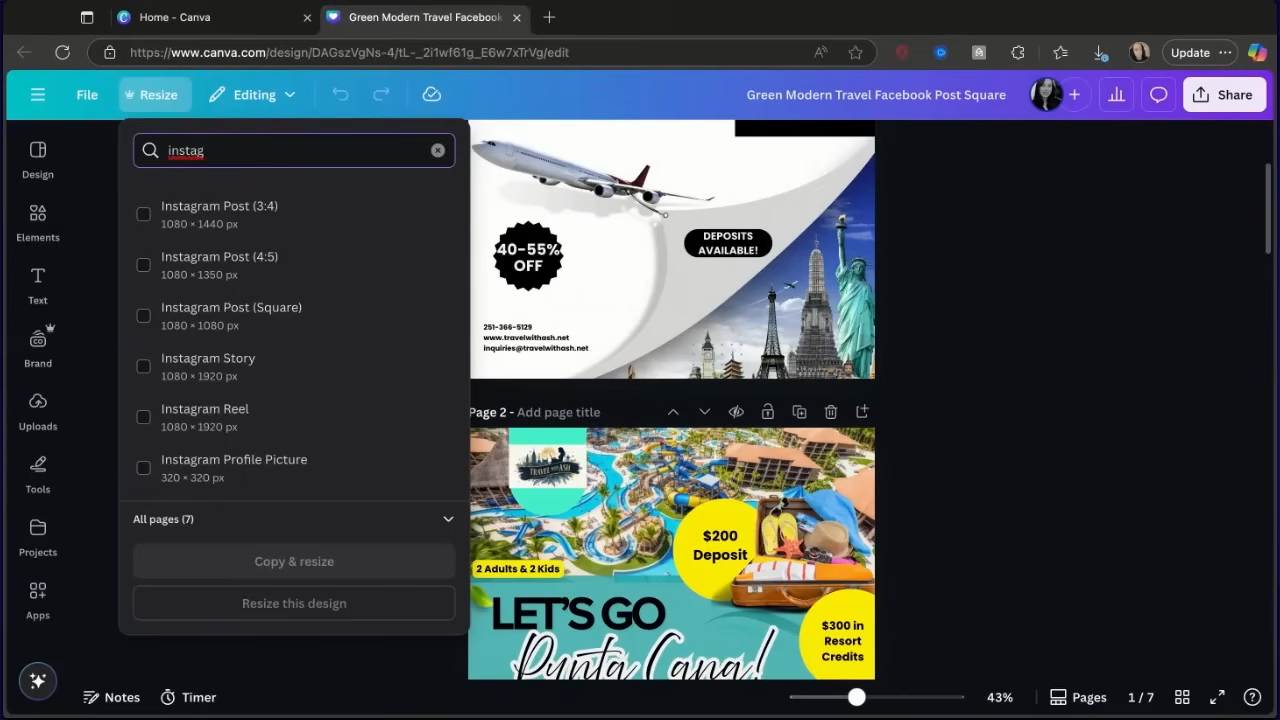 Home - Canva
Green Modern Travel Facebook
https://www.canva.com/design/DAGszVgNs-4/tL-_2i1wf61g_E6w7xTrVg/edit
Update
File
Resize
Editing
Green Modern Travel Facebook Post Square
Share
Design
Elements
Text
Brand
Uploads
Tools
Projects
Apps
instag
Instagram Post (3:4)
1080 × 1440 px
Instagram Post (4:5)
1080 × 1350 px
Instagram Post (Square)
1080 × 1080 px
Instagram Story
1080 × 1920 px
Instagram Reel
1080 × 1920 px
Instagram Profile Picture
320 × 320 px
All pages (7)
Copy & resize
Resize this design
40-55%
OFF
DEPOSITS
AVAILABLE!
251-366-5129
www.travelwithash.net
inquiries@travelwithash.net
Page 2 - Add page title
TRAVEL WITH ASH
$200
Deposit
2 Adults & 2 Kids
LET'S GO
Punta Cana!
$300 in
Resort
Credits
Notes
Timer
43%
Pages
1 / 7